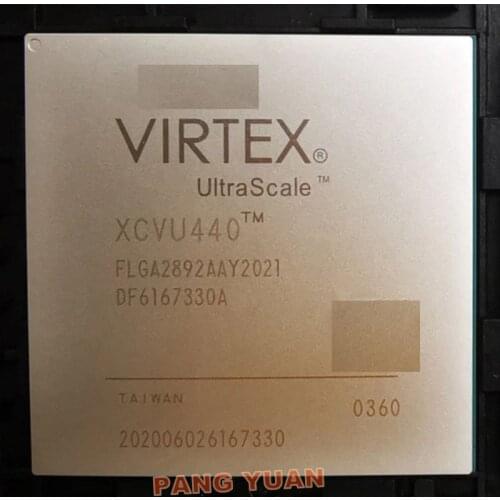 VIRTEX®
UltraScale™
XCVU440™
FLGA2892AAY2021
DF6167330A
TAIWAN
0360
202006026167330
PANG YUAN